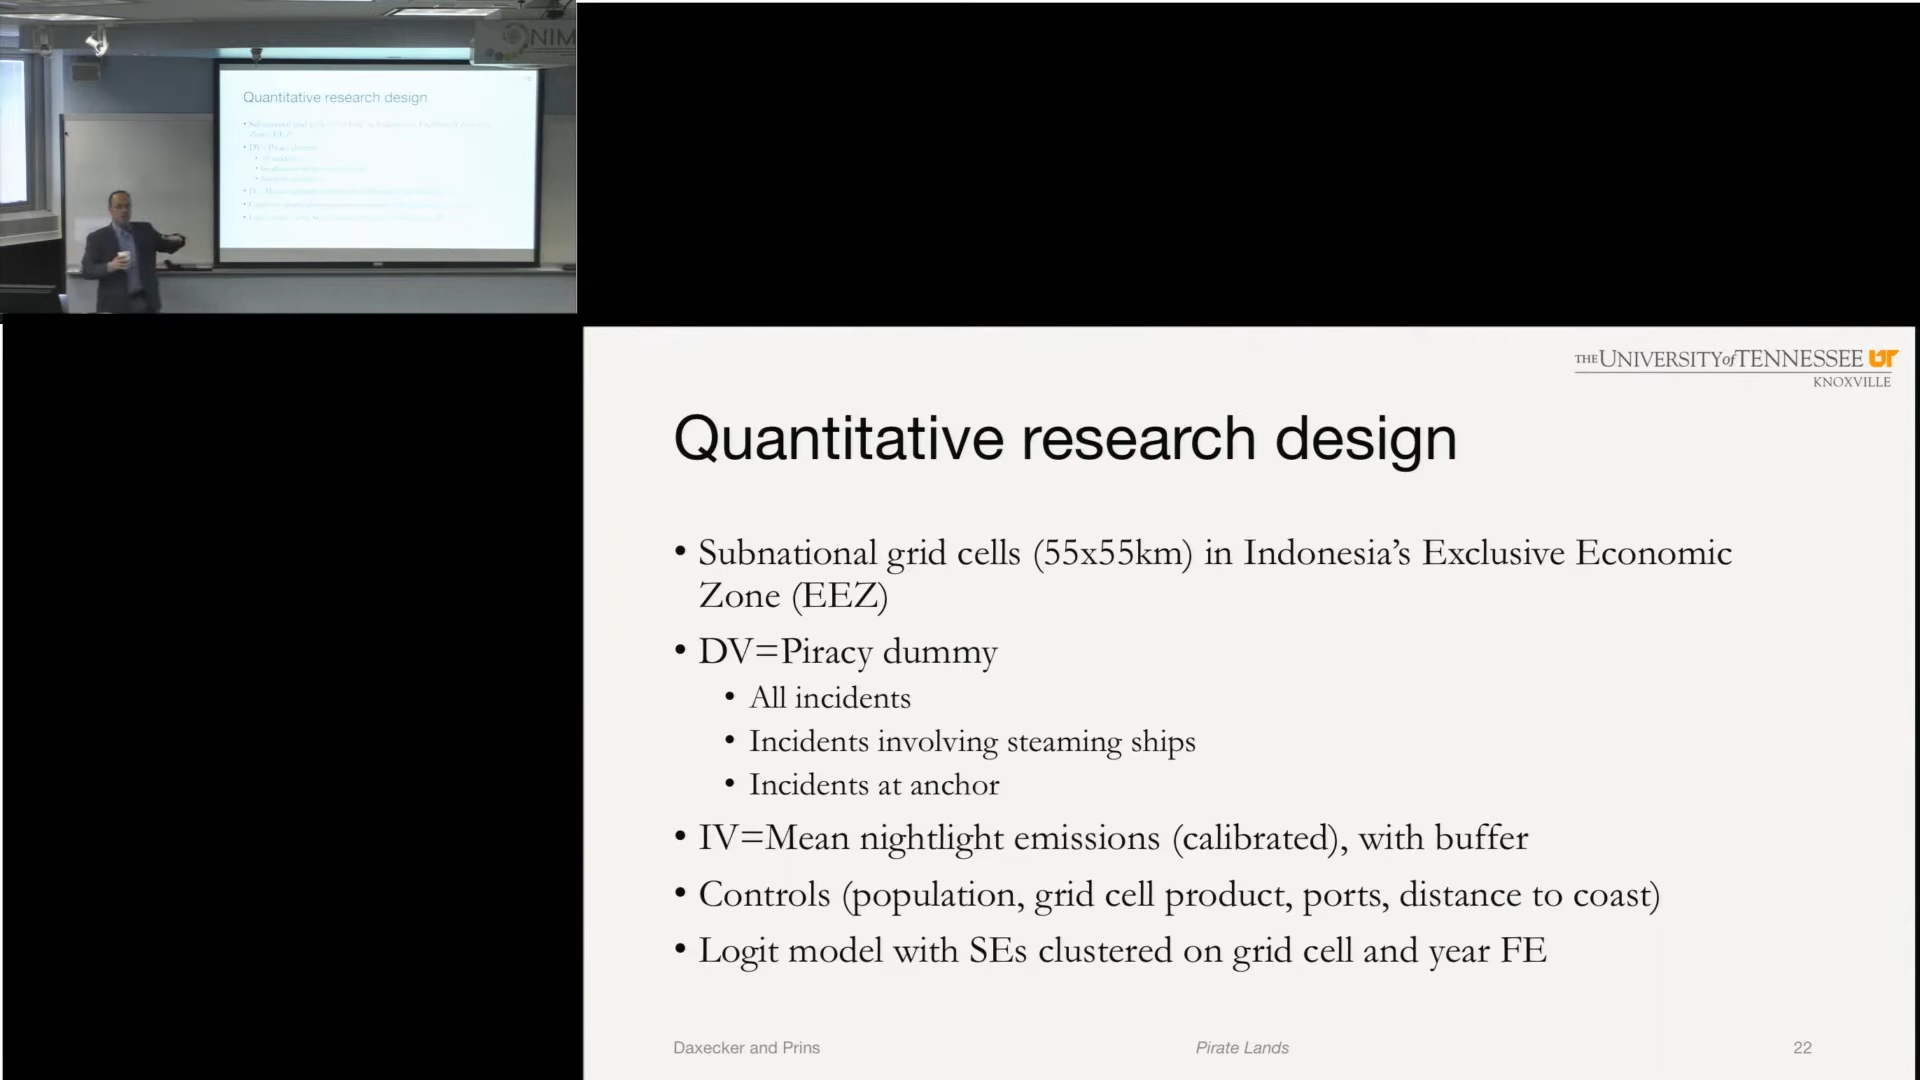 NIM
Quantitative research design
THE UNIVERSITY of TENNESSEE UT
KNOXVILLE
Quantitative research design
• Subnational grid cells (55x55km) in Indonesia’s Exclusive Economic
Zone (EEZ)
• DV=Piracy dummy
• All incidents
• Incidents involving steaming ships
• Incidents at anchor
• IV=Mean nightlight emissions (calibrated), with buffer
• Controls (population, grid cell product, ports, distance to coast)
• Logit model with SEs clustered on grid cell and year FE
Daxecker and Prins
Pirate Lands
22